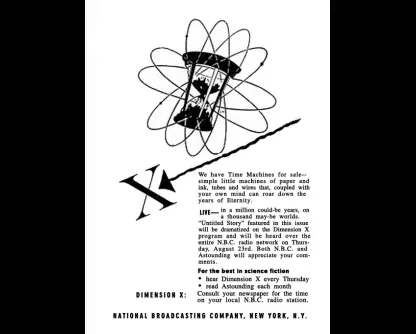 X
We have Time Machines for sale—
simple little machines of paper and
ink, tubes and wires that, coupled with
your own mind can roar down the
years of Eternity.
LIVE— in a million could-be years, on
a thousand may-be worlds.
"Untitled Story" featured in this issue
will be dramatized on the Dimension X
program and will be heard over the
entire N.B.C. radio network on Thurs-
day, August 23rd. Both N.B.C. and
Astounding will appreciate your com-
ments.
For the best in science fiction
• hear Dimension X every Thursday
• read Astounding each month
DIMENSION X: Consult your newspaper for the time
on your local N.B.C. radio station.
NATIONAL BROADCASTING COMPANY, NEW YORK, N.Y.